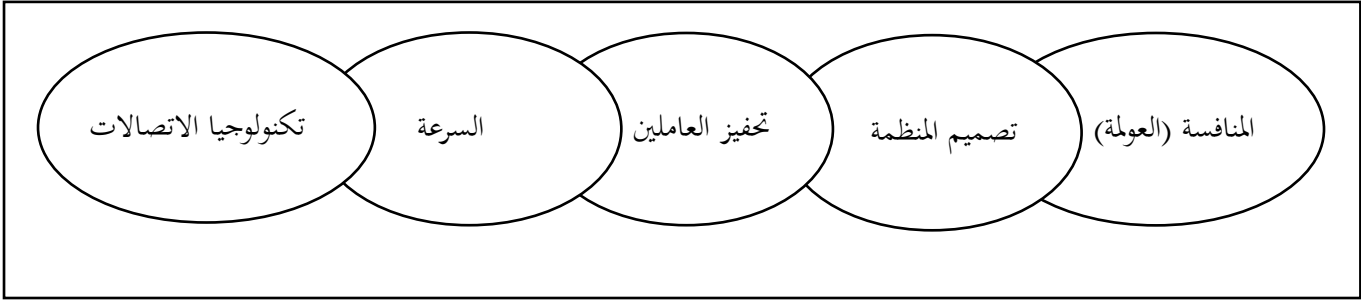 المنافسة (العولمة)
تصميم المنظمة
تحفيز العاملين
السرعة
تكنولوجيا الاتصالات